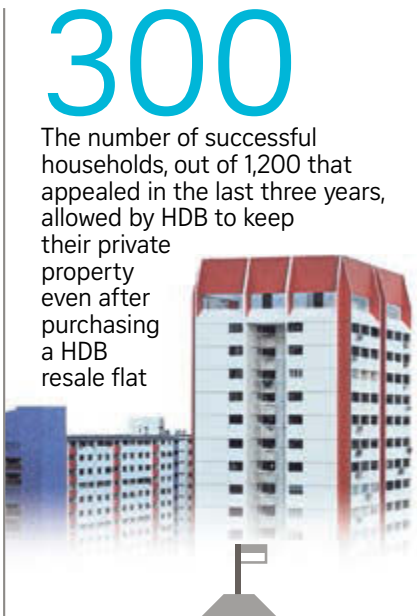 300
The number of successful
households, out of 1,200 that
appealed in the last three years,
allowed by HDB to keep
their private
property
even after
purchasing
a HDB
resale flat